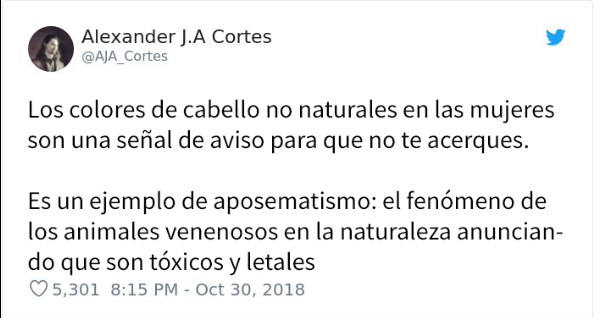 Alexander J.A Cortes
@AJA_Cortes
Los colores de cabello no naturales en las mujeres
son una señal de aviso para que no te acerques.
Es un ejemplo de aposematismo: el fenómeno de
los animales venenosos en la naturaleza anuncian-
do que son tóxicos y letales
5,301 8:15 PM - Oct 30, 2018